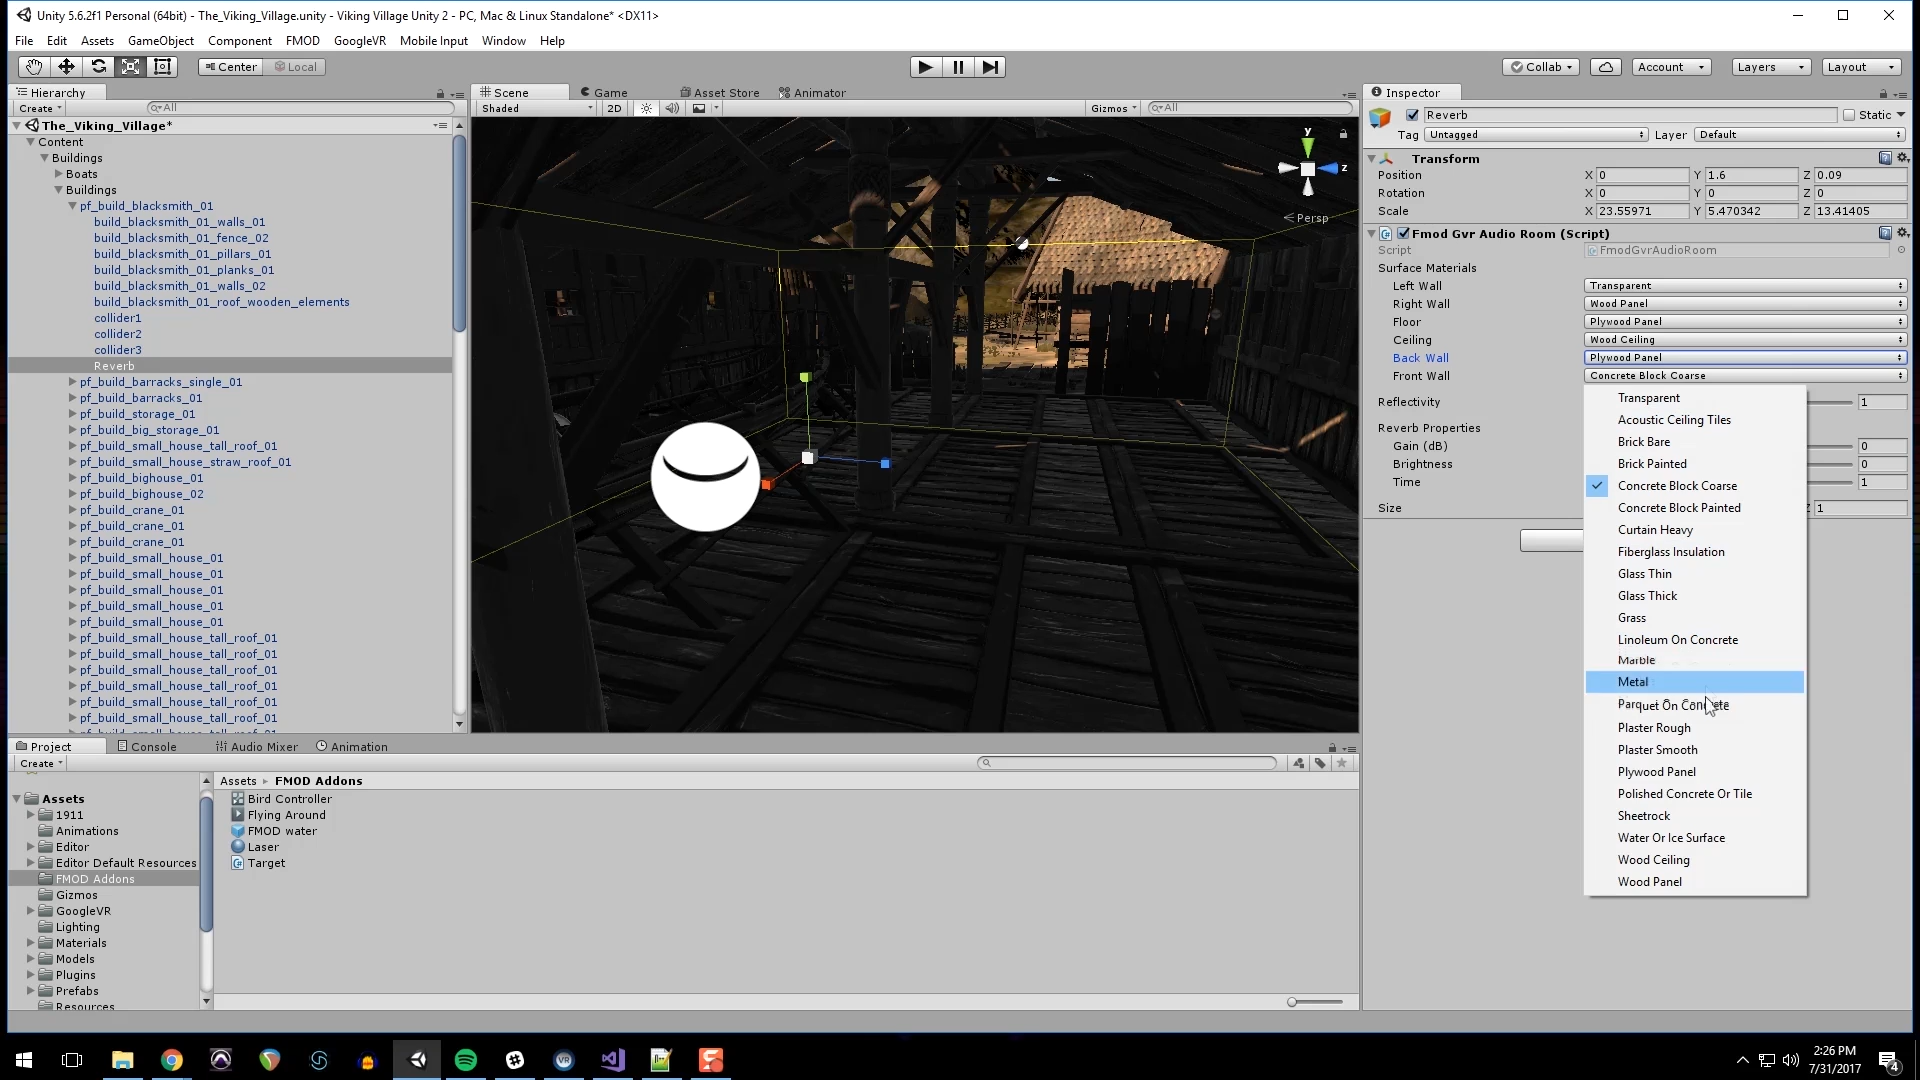 Unity 5.6.2f1 Personal (64bit) - The_Viking_Village.unity - Viking Village Unity 2 - PC, Mac & Linux Standalone* <DX11>
File Edit Assets GameObject Component FMOD GoogleVR Mobile Input Window Help
Center Local Collab Account Layers Layout
Hierarchy
Create All
The_Viking_Village*
Content
Buildings
Boats
Buildings
pf_build_blacksmith_01
build_blacksmith_01_walls_01
build_blacksmith_01_fence_02
build_blacksmith_01_pillars_01
build_blacksmith_01_planks_01
build_blacksmith_01_walls_02
build_blacksmith_01_roof_wooden_elements
collider1
collider2
collider3
Reverb
pf_build_barracks_single_01
pf_build_barracks_01
pf_build_storage_01
pf_build_big_storage_01
pf_build_small_house_tall_roof_01
pf_build_small_house_straw_roof_01
pf_build_bighouse_01
pf_build_bighouse_02
pf_build_crane_01
pf_build_crane_01
pf_build_crane_01
pf_build_small_house_01
pf_build_small_house_01
pf_build_small_house_01
pf_build_small_house_01
pf_build_small_house_01
pf_build_small_house_tall_roof_01
pf_build_small_house_tall_roof_01
pf_build_small_house_tall_roof_01
pf_build_small_house_tall_roof_01
pf_build_small_house_tall_roof_01
pf_build_small_house_tall_roof_01
Scene Game Asset Store Animator
Shaded 2D Gizmos All
y
z
Persp
Inspector
Reverb Static
Tag Untagged Layer Default
Transform
Position X 0 Y 1.6 Z 0.09
Rotation X 0 Y 0 Z 0
Scale X 23.55971 Y 5.470342 Z 13.41405
Fmod Gvr Audio Room (Script)
Script FmodGvrAudioRoom
Surface Materials
Left Wall Transparent
Right Wall Wood Panel
Floor Plywood Panel
Ceiling Wood Ceiling
Back Wall Plywood Panel
Front Wall Concrete Block Coarse
Reflectivity 1
Reverb Properties
Gain (dB) 0
Brightness 0
Time 1
Size Z 1
Transparent
Acoustic Ceiling Tiles
Brick Bare
Brick Painted
Concrete Block Coarse
Concrete Block Painted
Curtain Heavy
Fiberglass Insulation
Glass Thin
Glass Thick
Grass
Linoleum On Concrete
Marble
Metal
Parquet On Concrete
Plaster Rough
Plaster Smooth
Plywood Panel
Polished Concrete Or Tile
Sheetrock
Water Or Ice Surface
Wood Ceiling
Wood Panel
Project Console Audio Mixer Animation
Create
Assets
1911
Animations
Editor
Editor Default Resources
FMOD Addons
Gizmos
GoogleVR
Lighting
Materials
Models
Plugins
Prefabs
Resources
Assets FMOD Addons
Bird Controller
Flying Around
FMOD water
Laser
Target
2:26 PM
7/31/2017
4